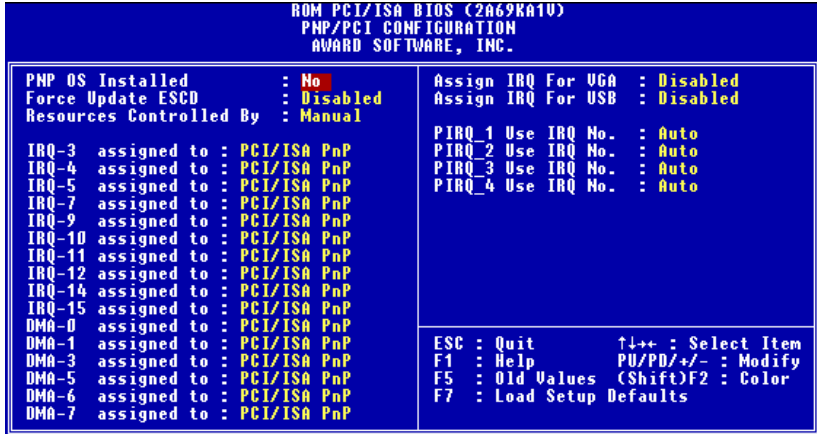 ROM PCI/ISA BIOS (2A69KA1V)
PNP/PCI CONFIGURATION
AWARD SOFTWARE, INC.
PNP OS Installed : No
Force Update ESCD : Disabled
Resources Controlled By : Manual
IRQ-3 assigned to : PCI/ISA PnP
IRQ-4 assigned to : PCI/ISA PnP
IRQ-5 assigned to : PCI/ISA PnP
IRQ-7 assigned to : PCI/ISA PnP
IRQ-9 assigned to : PCI/ISA PnP
IRQ-10 assigned to : PCI/ISA PnP
IRQ-11 assigned to : PCI/ISA PnP
IRQ-12 assigned to : PCI/ISA PnP
IRQ-14 assigned to : PCI/ISA PnP
IRQ-15 assigned to : PCI/ISA PnP
DMA-0 assigned to : PCI/ISA PnP
DMA-1 assigned to : PCI/ISA PnP
DMA-3 assigned to : PCI/ISA PnP
DMA-5 assigned to : PCI/ISA PnP
DMA-6 assigned to : PCI/ISA PnP
DMA-7 assigned to : PCI/ISA PnP
Assign IRQ For VGA : Disabled
Assign IRQ For USB : Disabled
PIRQ_1 Use IRQ No. : Auto
PIRQ_2 Use IRQ No. : Auto
PIRQ_3 Use IRQ No. : Auto
PIRQ_4 Use IRQ No. : Auto
ESC : Quit ↑↓→← : Select Item
F1 : Help PU/PD/+/- : Modify
F5 : Old Values (Shift)F2 : Color
F7 : Load Setup Defaults